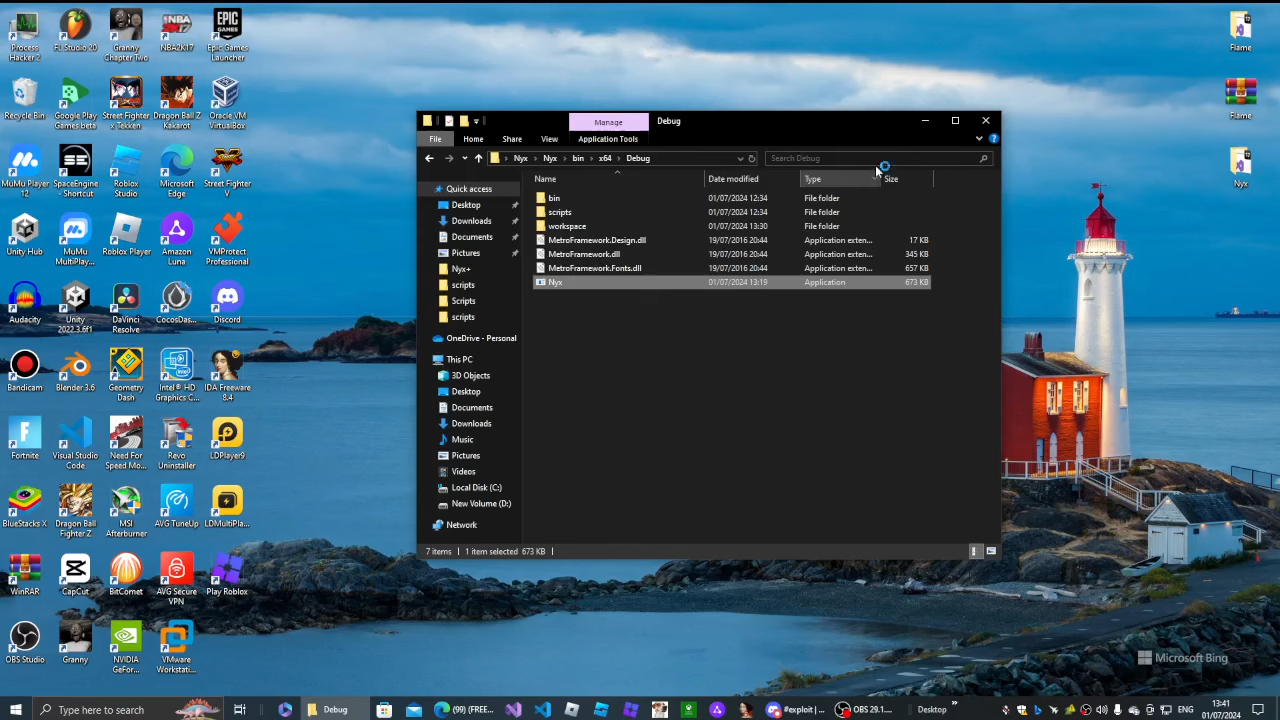 Process
Hacker 2
FL Studio 20
Granny
Chapter Two
NBA2K17
Epic Games
Launcher
Recycle Bin
Google Play
Games beta
Street Fighter
x Tekken
Dragon Ball Z
Kakarot
Oracle VM
VirtualBox
MuMu Player
12
SpaceEngine
- Shortcut
Roblox
Studio
Microsoft
Edge
Street Fighter
V
Unity Hub
MuMu
MultiPlay...
Roblox Player
Amazon
Luna
VMProtect
Professional
Audacity
Unity
2022.3.6f1
DaVinci
Resolve
CocosDas...
Discord
Bandicam
Blender 3.6
Geometry
Dash
Intel® HD
Graphics C...
IDA Freeware
8.4
Fortnite
Visual Studio
Code
Need For
Speed Mo...
Revo
Uninstaller
LDPlayer9
BlueStacks X
Dragon Ball
Fighter Z
MSI
Afterburner
AVG TuneUp
LDMultiPla...
WinRAR
CapCut
BitComet
AVG Secure
VPN
Play Roblox
OBS Studio
Granny
NVIDIA
GeFor...
VMware
Workstati...
Flame
Flame
Nyx
Manage
Debug
File
Home
Share
View
Application Tools
Nyx > Nyx > bin > x64 > Debug
Search Debug
Name
Date modified
Type
Size
bin 01/07/2024 12:34 File folder
scripts 01/07/2024 12:34 File folder
workspace 01/07/2024 13:30 File folder
MetroFramework.Design.dll 19/07/2016 20:44 Application exten... 17 KB
MetroFramework.dll 19/07/2016 20:44 Application exten... 345 KB
MetroFramework.Fonts.dll 19/07/2016 20:44 Application exten... 657 KB
Nyx 01/07/2024 13:19 Application 673 KB
Quick access
Desktop
Downloads
Documents
Pictures
Nyx+
scripts
Scripts
scripts
OneDrive - Personal
This PC
3D Objects
Desktop
Documents
Downloads
Music
Pictures
Videos
Local Disk (C:)
New Volume (D:)
Network
7 items
1 item selected 673 KB
Microsoft Bing
Type here to search
Debug
(99) (FREE...
#exploit | ...
OBS 29.1....
Desktop
ENG
13:41
01/07/2024